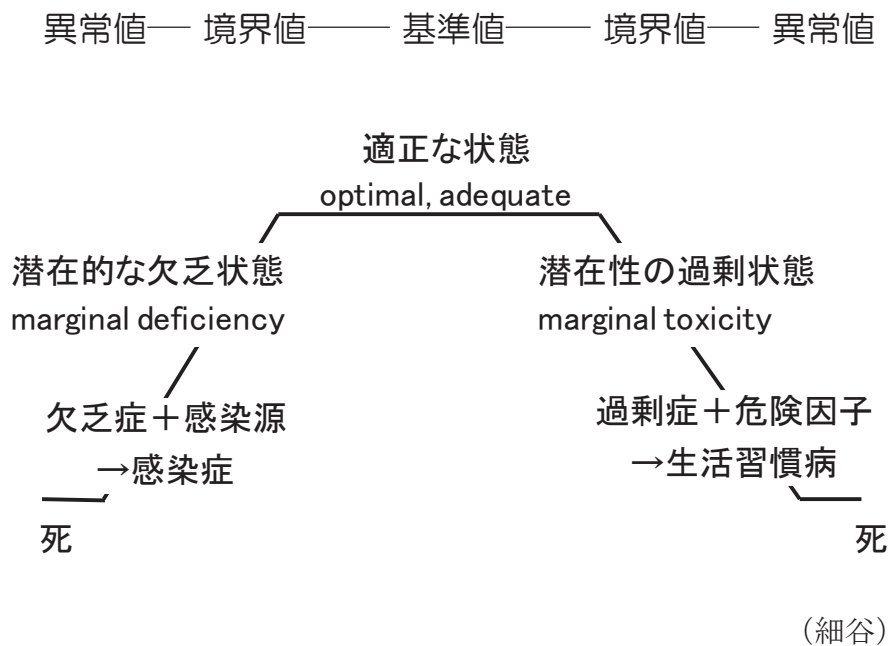 異常値── 境界値─── 基準値─── 境界値── 異常値
適正な状態
optimal, adequate
潜在的な欠乏状態
marginal deficiency
潜在性の過剰状態
marginal toxicity
欠乏症＋感染源
→感染症
過剰症＋危険因子
→生活習慣病
死
死
（細谷）